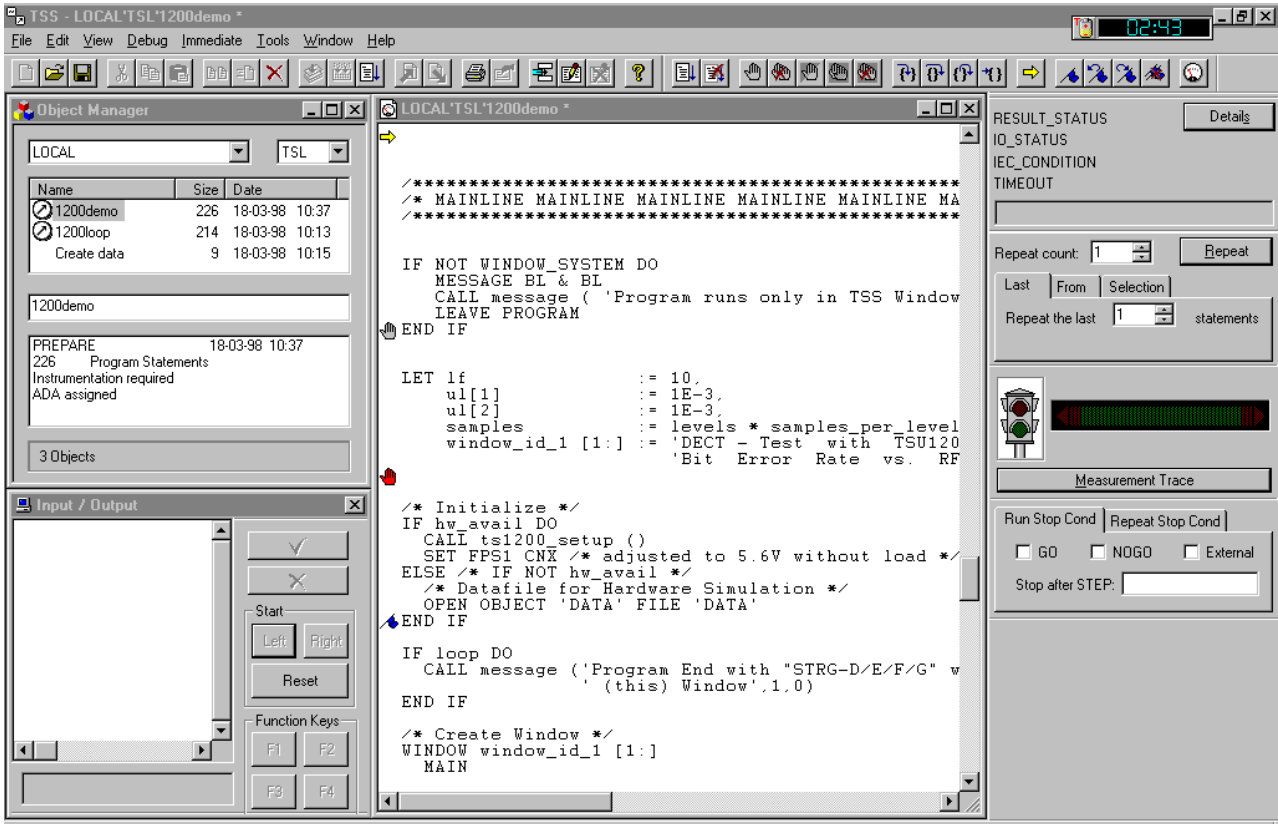 TSS - LOCAL'TSL'1200demo *
02:43
File Edit View Debug Immediate Tools Window Help
Object Manager
LOCAL TSL
Name Size Date
1200demo 226 18-03-98 10:37
1200loop 214 18-03-98 10:13
Create data 9 18-03-98 10:15
1200demo
PREPARE 18-03-98 10:37
226 Program Statements
Instrumentation required
ADA assigned
3 Objects
Input / Output
Start
Left Right
Reset
Function Keys
F1 F2
F3 F4
LOCAL'TSL'1200demo *
/**************************************************
/* MAINLINE MAINLINE MAINLINE MAINLINE MAINLINE MA
/**************************************************
IF NOT WINDOW_SYSTEM DO
MESSAGE BL & BL
CALL message ( 'Program runs only in TSS Window
LEAVE PROGRAM
END IF
LET lf := 10,
ul[1] := 1E-3,
ul[2] := 1E-3,
samples := levels * samples_per_level
window_id_1 [1:] := 'DECT - Test with TSU120
'Bit Error Rate vs. RF
/* Initialize */
IF hw_avail DO
CALL ts1200_setup ()
SET FPS1 CNX /* adjusted to 5.6V without load */
ELSE /* IF NOT hw_avail */
/* Datafile for Hardware Simulation */
OPEN OBJECT 'DATA' FILE 'DATA'
END IF
IF loop DO
CALL message ('Program End with "STRG-D/E/F/G" w
' (this) Window',1,0)
END IF
/* Create Window */
WINDOW window_id_1 [1:]
MAIN
RESULT_STATUS Details
IO_STATUS
IEC_CONDITION
TIMEOUT
Repeat count: 1 Repeat
Last From Selection
Repeat the last 1 statements
Measurement Trace
Run Stop Cond Repeat Stop Cond
GO NOGO External
Stop after STEP: